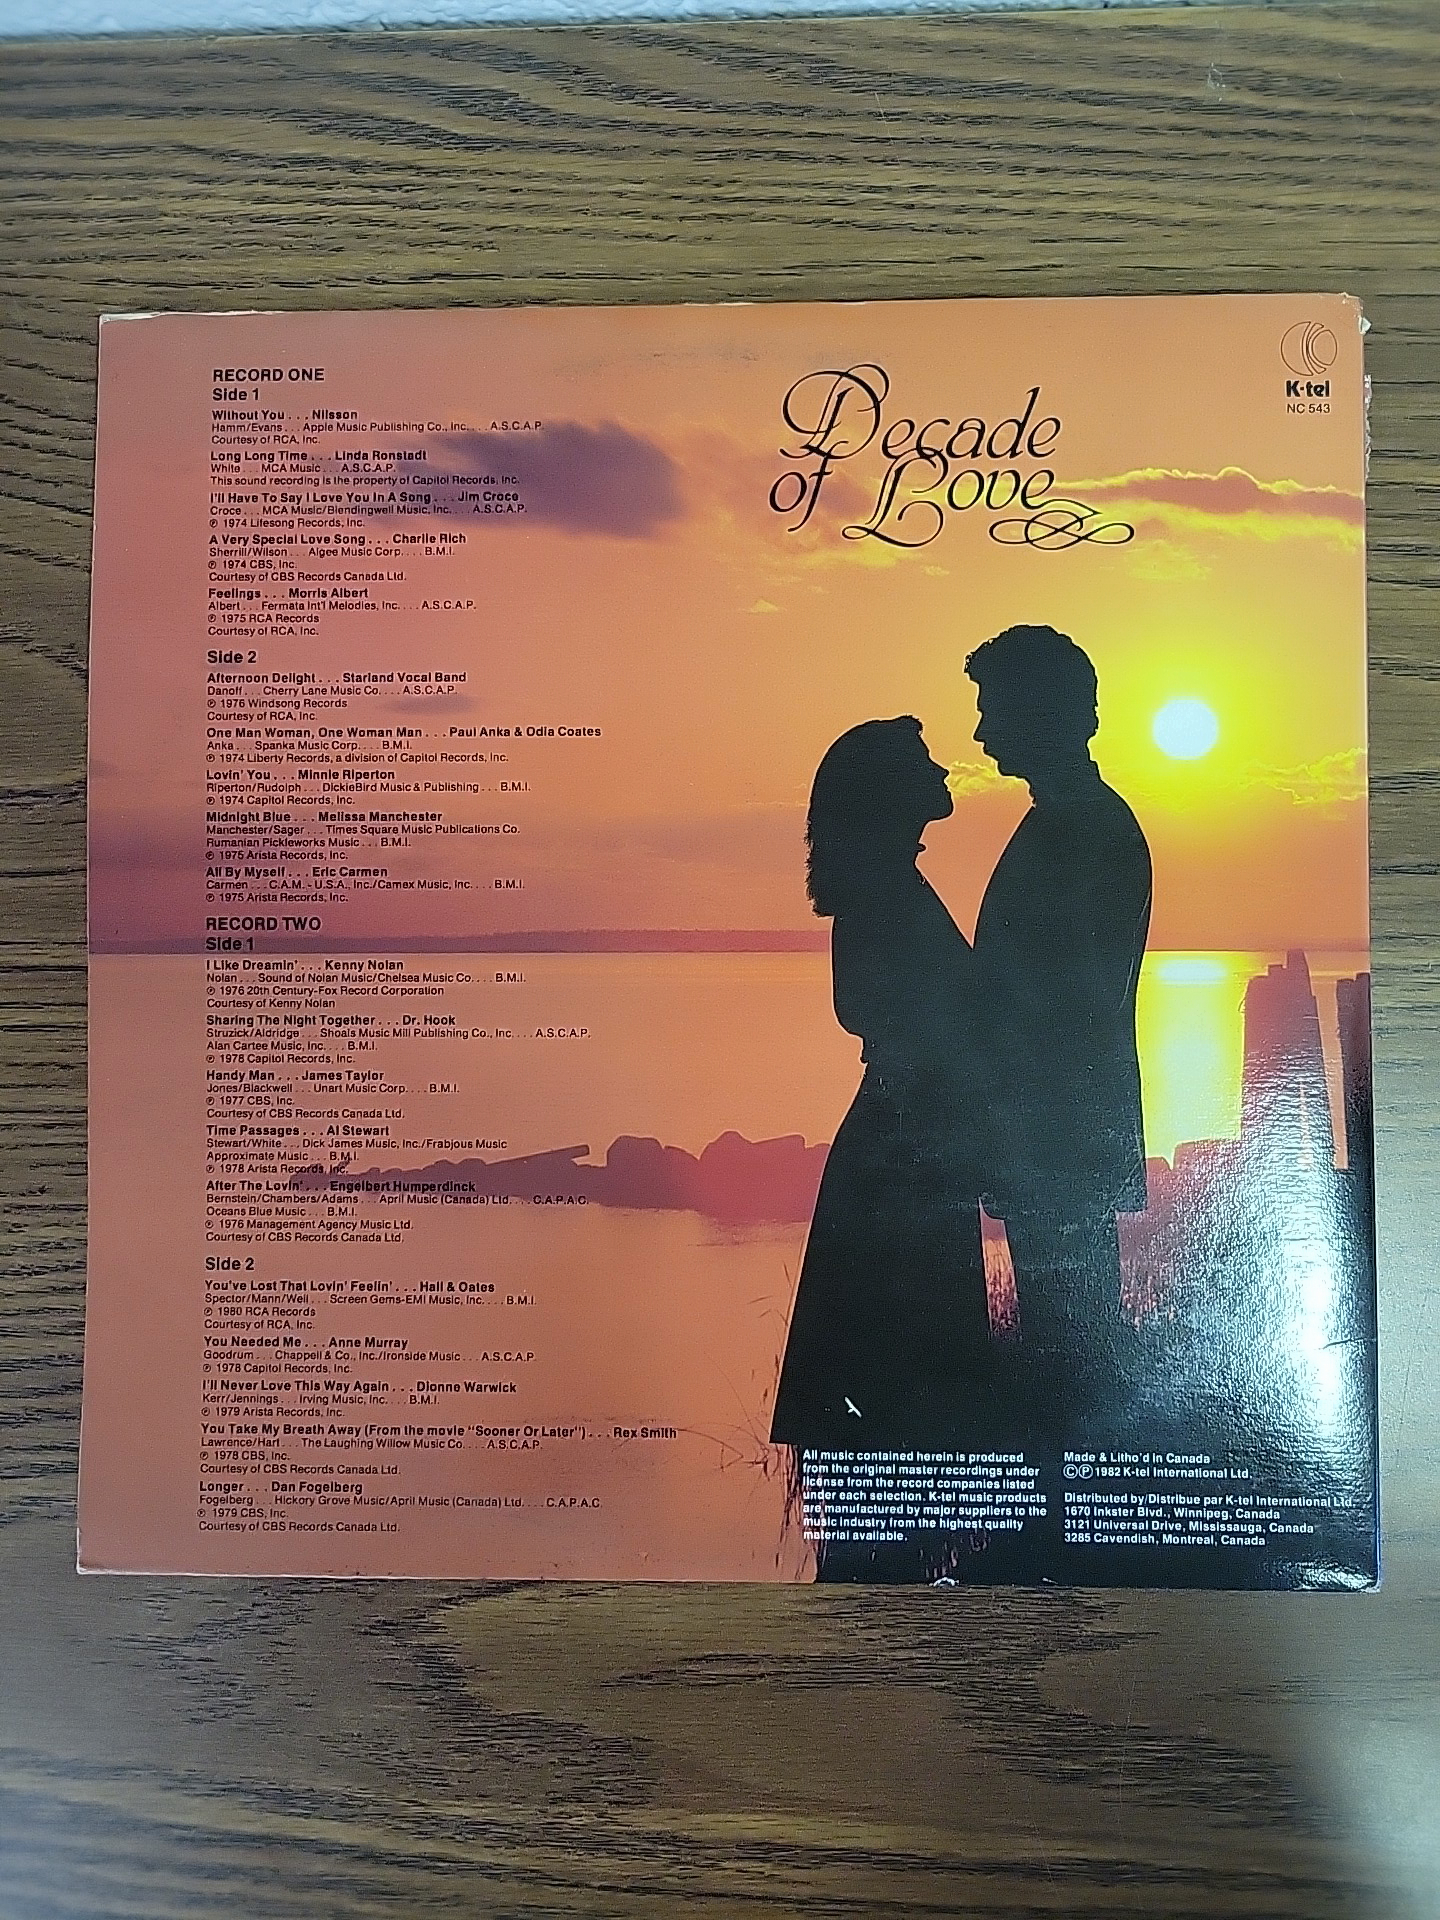 RECORD ONE
Side 1
Without You . . . Nilsson
Hamm/Evans . . . Apple Music Publishing Co., Inc. . . . A.S.C.A.P.
Courtesy of RCA, Inc.
Long Long Time . . . Linda Ronstadt
White . . . MCA Music . . . A.S.C.A.P.
This sound recording is the property of Capitol Records, Inc.
I'll Have To Say I Love You In A Song . . . Jim Croce
Croce . . . MCA Music/Blendingwell Music, Inc. . . . A.S.C.A.P.
℗ 1974 Lifesong Records, Inc.
A Very Special Love Song . . . Charlie Rich
Sherrill/Wilson . . . Algee Music Corp. . . . B.M.I.
℗ 1974 CBS, Inc.
Courtesy of CBS Records Canada Ltd.
Feelings . . . Morris Albert
Albert . . . Fermata Int'l Melodies, Inc. . . . A.S.C.A.P.
℗ 1975 RCA Records
Courtesy of RCA, Inc.
Side 2
Afternoon Delight . . . Starland Vocal Band
Danoff . . . Cherry Lane Music Co. . . . A.S.C.A.P.
℗ 1976 Windsong Records
Courtesy of RCA, Inc.
One Man Woman, One Woman Man . . . Paul Anka & Odia Coates
Anka . . . Spanka Music Corp. . . . B.M.I.
℗ 1974 Liberty Records, a division of Capitol Records, Inc.
Lovin' You . . . Minnie Riperton
Riperton/Rudolph . . . DickieBird Music & Publishing . . . B.M.I.
℗ 1974 Capitol Records, Inc.
Midnight Blue . . . Melissa Manchester
Manchester/Sager . . . Times Square Music Publications Co.
Rumanian Pickleworks Music . . . B.M.I.
℗ 1975 Arista Records, Inc.
All By Myself . . . Eric Carmen
Carmen . . . C.A.M. - U.S.A., Inc./Camex Music, Inc. . . . B.M.I.
℗ 1975 Arista Records, Inc.
RECORD TWO
Side 1
I Like Dreamin' . . . Kenny Nolan
Nolan . . . Sound of Nolan Music/Chelsea Music Co. . . . B.M.I.
℗ 1976 20th Century-Fox Record Corporation
Courtesy of Kenny Nolan
Sharing The Night Together . . . Dr. Hook
Struzick/Aldridge . . . Shoals Music Mill Publishing Co., Inc. . . . A.S.C.A.P.
Alan Cartee Music, Inc. . . . B.M.I.
℗ 1978 Capitol Records, Inc.
Handy Man . . . James Taylor
Jones/Blackwell . . . Unart Music Corp. . . . B.M.I.
℗ 1977 CBS, Inc.
Courtesy of CBS Records Canada Ltd.
Time Passages . . . Al Stewart
Stewart/White . . . Dick James Music, Inc./Frabjous Music
Approximate Music . . . B.M.I.
℗ 1978 Arista Records, Inc.
After The Lovin' . . . Engelbert Humperdinck
Bernstein/Chambers/Adams . . . April Music (Canada) Ltd. . . . C.A.P.A.C.
Oceans Blue Music . . . B.M.I.
℗ 1976 Management Agency Music Ltd.
Courtesy of CBS Records Canada Ltd.
Side 2
You've Lost That Lovin' Feelin' . . . Hall & Oates
Spector/Mann/Weil . . . Screen Gems-EMI Music, Inc. . . . B.M.I.
℗ 1980 RCA Records
Courtesy of RCA, Inc.
You Needed Me . . . Anne Murray
Goodrum . . . Chappell & Co., Inc./Ironside Music . . . A.S.C.A.P.
℗ 1978 Capitol Records, Inc.
I'll Never Love This Way Again . . . Dionne Warwick
Kerr/Jennings . . . Irving Music, Inc. . . . B.M.I.
℗ 1979 Arista Records, Inc.
You Take My Breath Away (From the movie "Sooner Or Later") . . . Rex Smith
Lawrence/Hart . . . The Laughing Willow Music Co. . . . A.S.C.A.P.
℗ 1978 CBS, Inc.
Courtesy of CBS Records Canada Ltd.
Longer . . . Dan Fogelberg
Fogelberg . . . Hickory Grove Music/April Music (Canada) Ltd. . . . C.A.P.A.C.
℗ 1979 CBS, Inc.
Courtesy of CBS Records Canada Ltd.
Decade
of Love
K-tel
NC 543
All music contained herein is produced
from the original master recordings under
license from the record companies listed
under each selection. K-tel music products
are manufactured by major suppliers to the
music industry from the highest quality
material available.
Made & Litho'd in Canada
©℗ 1982 K-tel International Ltd.
Distributed by/Distribue par K-tel International Ltd.
1670 Inkster Blvd., Winnipeg, Canada
3121 Universal Drive, Mississauga, Canada
3285 Cavendish, Montreal, Canada